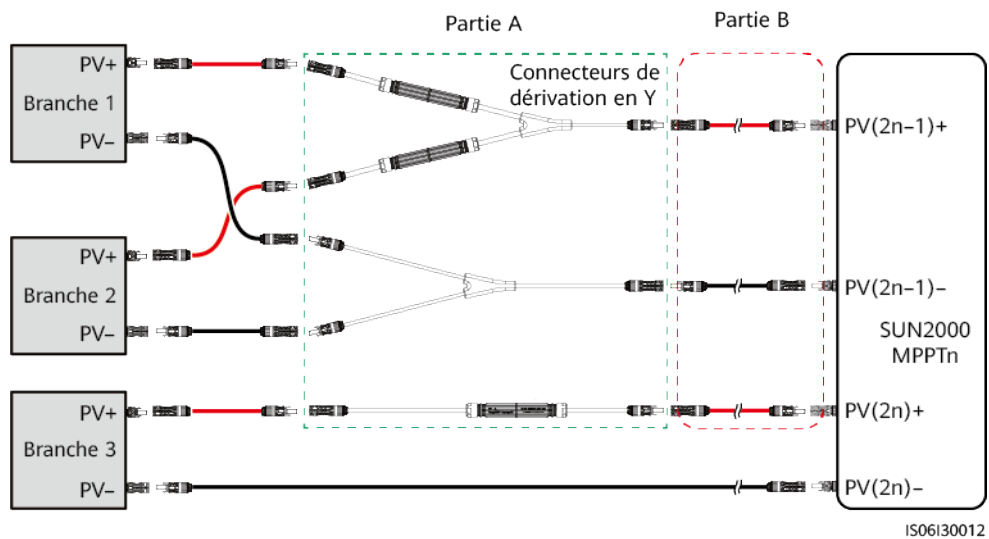 Partie A
Partie B
PV+
Branche 1
PV–
Connecteurs de
dérivation en Y
PV(2n–1)+
PV+
Branche 2
PV–
PV(2n–1)–
SUN2000
MPPTn
PV+
Branche 3
PV–
PV(2n)+
PV(2n)–
IS06I30012